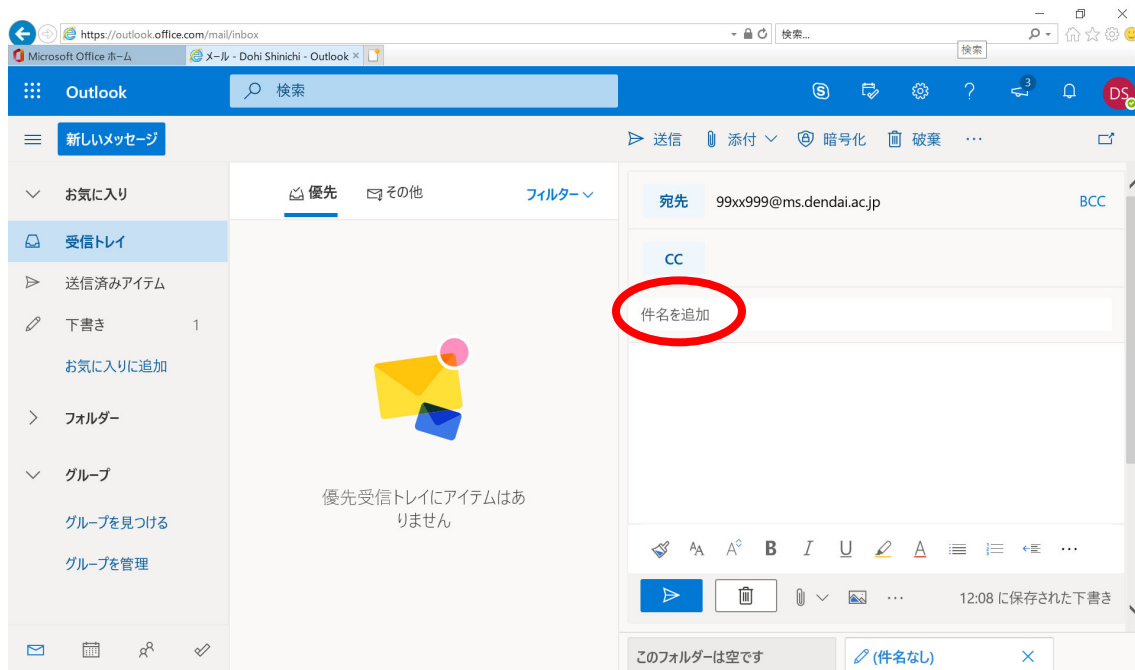 https://outlook.office.com/mail/inbox
検索...
Microsoft Office ホーム
メール - Dohi Shinichi - Outlook
検索
Outlook
検索
3
DS
新しいメッセージ
送信
添付
暗号化
破棄
お気に入り
受信トレイ
送信済みアイテム
下書き 1
お気に入りに追加
フォルダー
グループ
グループを見つける
グループを管理
優先
その他
フィルター
優先受信トレイにアイテムはあ
りません
宛先 99xx999@ms.dendai.ac.jp BCC
CC
件名を追加
12:08 に保存された下書き
このフォルダーは空です
(件名なし)